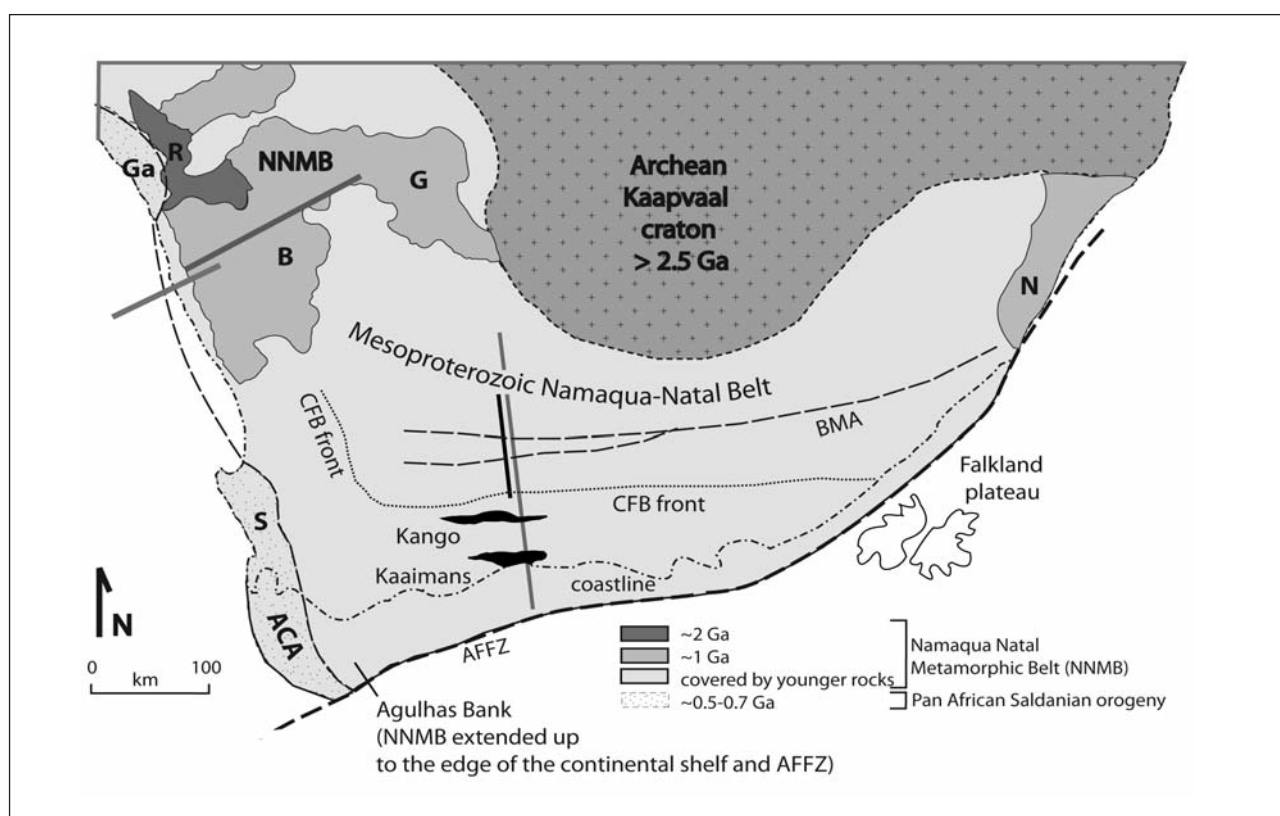 Archean
Kaapvaal
craton
> 2.5 Ga
R
Ga
NNMB
G
B
N
Mesoproterozoic Namaqua-Natal Belt
CFB front
BMA
CFB front
Falkland
plateau
S
Kango
Kaaimans
coastline
ACA
AFFZ
N
0 100
km
~2 Ga
~1 Ga
covered by younger rocks
~0.5-0.7 Ga
Namaqua Natal
Metamorphic Belt (NNMB)
Pan African Saldanian orogeny
Agulhas Bank
(NNMB extended up
to the edge of the continental shelf and AFFZ)